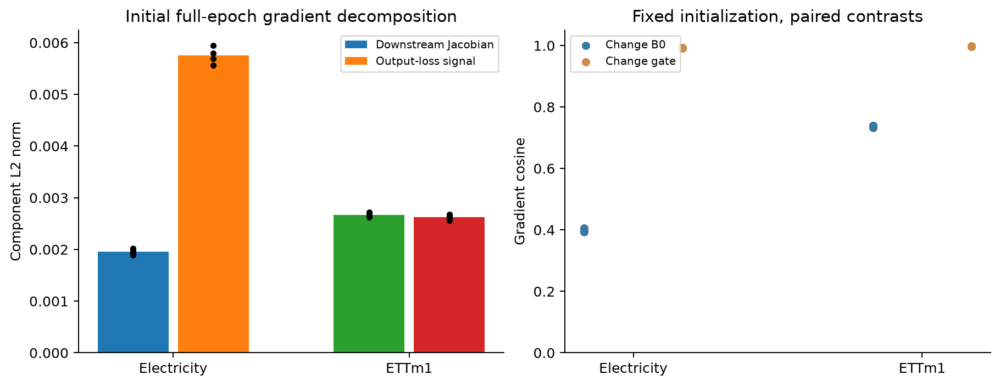 Initial full-epoch gradient decomposition
Component L2 norm
0.006
0.005
0.004
0.003
0.002
0.001
0.000
Downstream Jacobian
Output-loss signal
Electricity
ETTm1
Fixed initialization, paired contrasts
Gradient cosine
1.0
0.8
0.6
0.4
0.2
0.0
Change B0
Change gate
Electricity
ETTm1